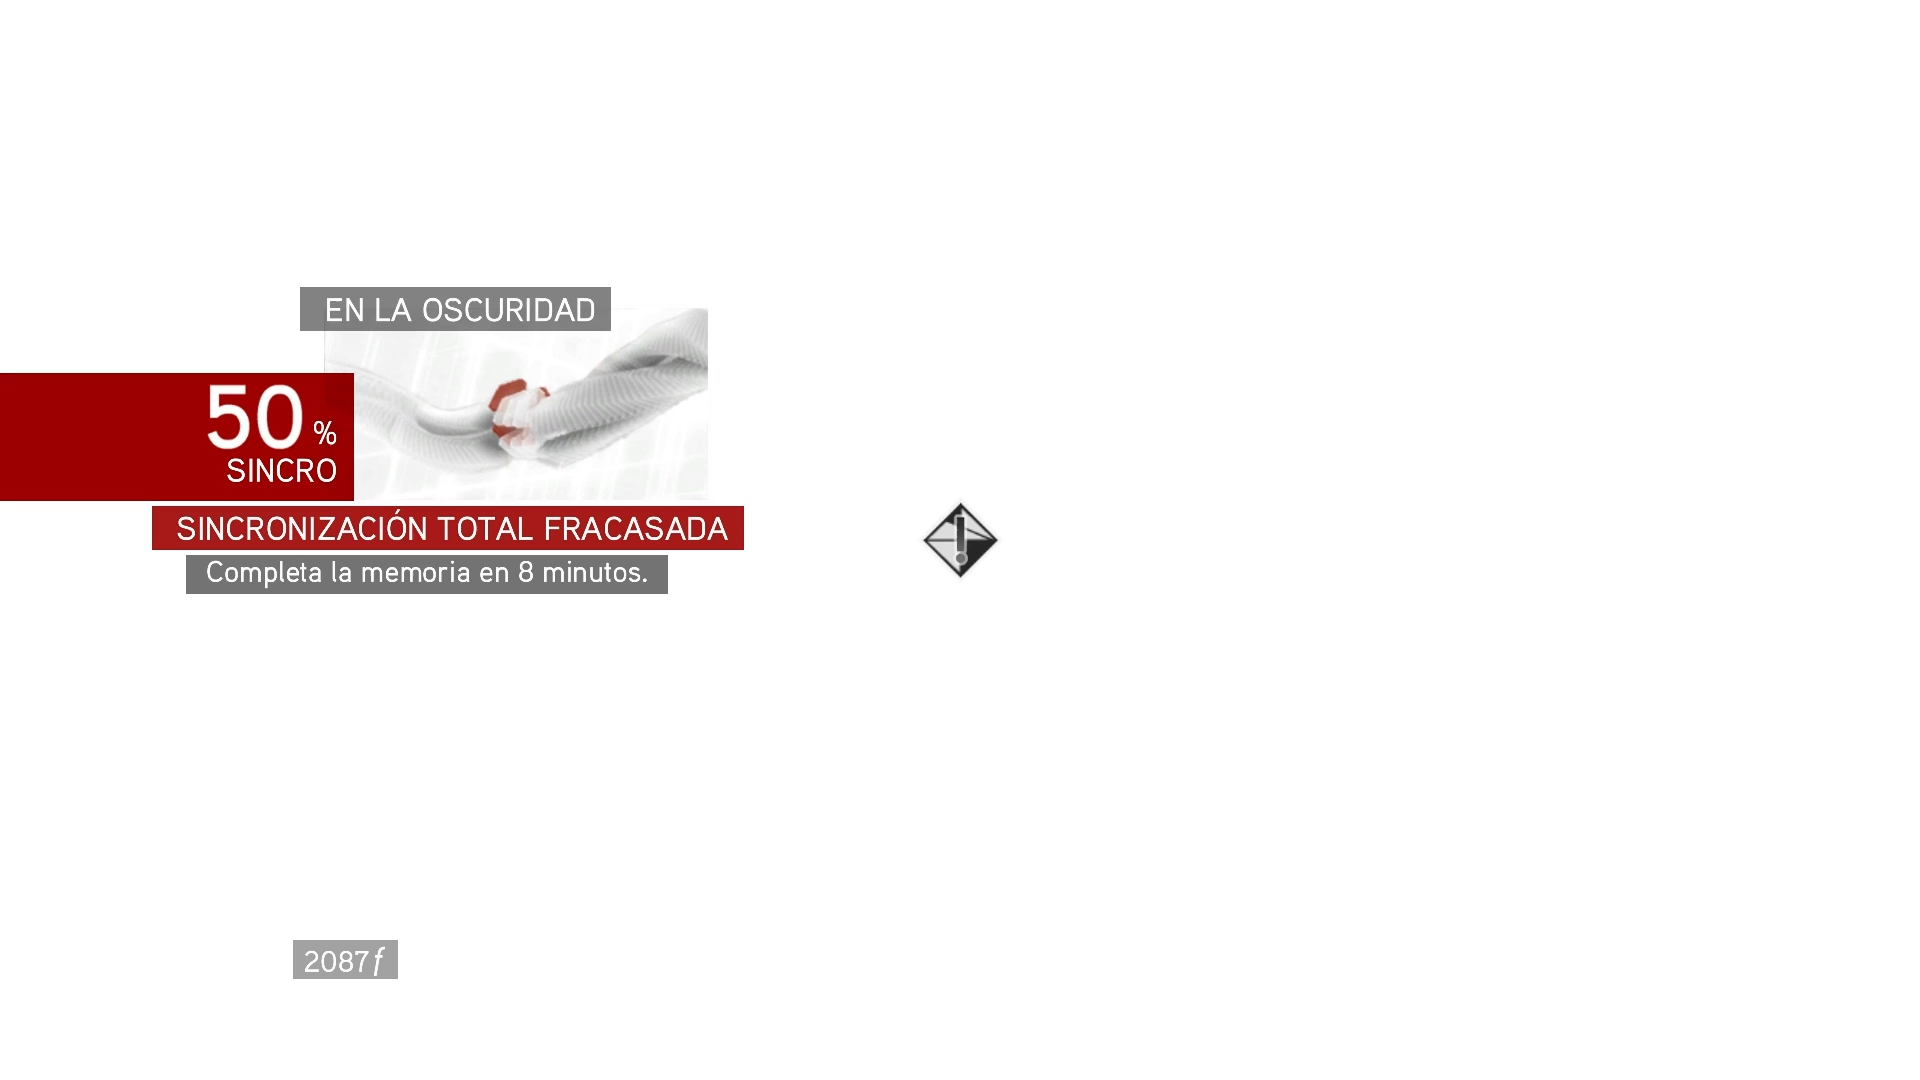 EN LA OSCURIDAD
50 %
SINCRO
SINCRONIZACIÓN TOTAL FRACASADA
Completa la memoria en 8 minutos.
2087ƒ